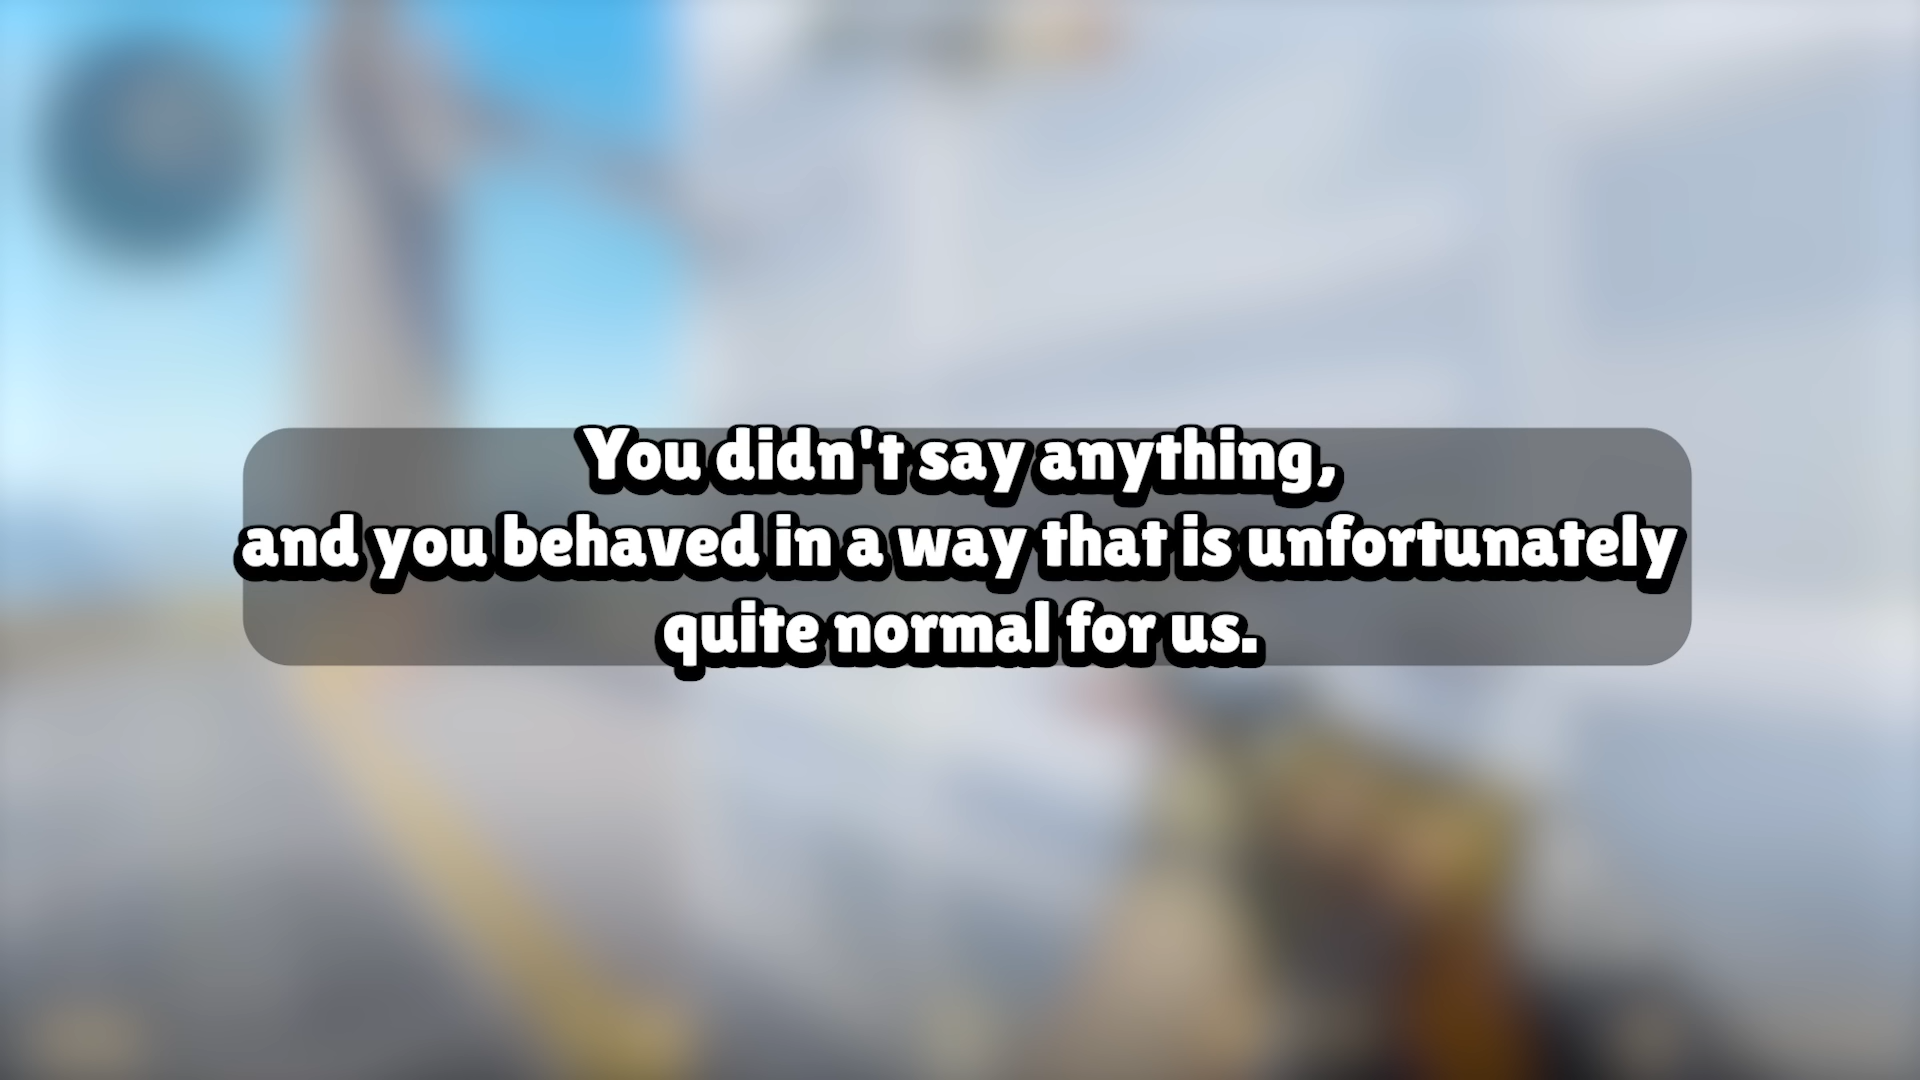 You didn't say anything,
and you behaved in a way that is unfortunately
quite normal for us.